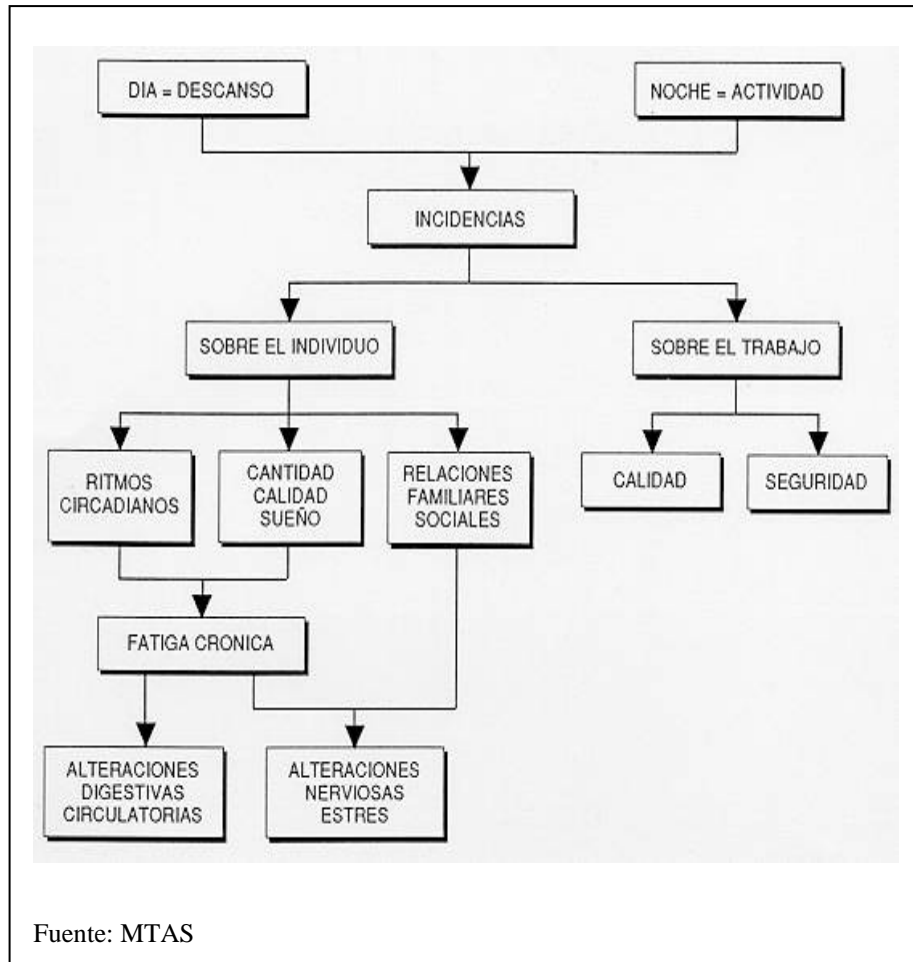 DIA = DESCANSO
NOCHE = ACTIVIDAD
INCIDENCIAS
SOBRE EL INDIVIDUO
SOBRE EL TRABAJO
RITMOS
CIRCADIANOS
CANTIDAD
CALIDAD
SUEÑO
RELACIONES
FAMILIARES
SOCIALES
CALIDAD
SEGURIDAD
FATIGA CRONICA
ALTERACIONES
DIGESTIVAS
CIRCULATORIAS
ALTERACIONES
NERVIOSAS
ESTRES
Fuente: MTAS